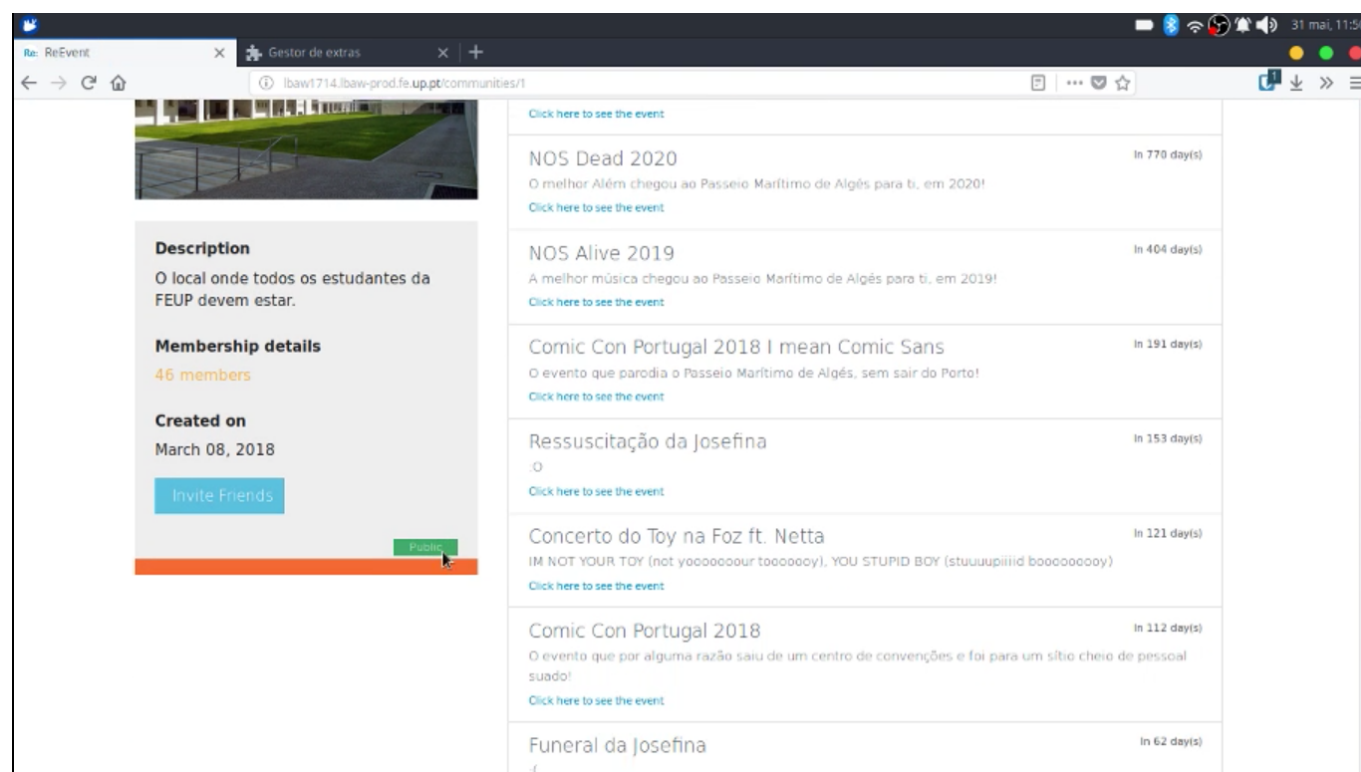 31 mai, 11:50
Re: ReEvent
Gestor de extras
lbaw1714.lbaw-prod.fe.up.pt/communities/1
1
Description
O local onde todos os estudantes da
FEUP devem estar.
Membership details
46 members
Created on
March 08, 2018
Invite Friends
Public
Click here to see the event
NOS Dead 2020
In 770 day(s)
O melhor Além chegou ao Passeio Marítimo de Algés para ti, em 2020!
Click here to see the event
NOS Alive 2019
In 404 day(s)
A melhor música chegou ao Passeio Marítimo de Algés para ti, em 2019!
Click here to see the event
Comic Con Portugal 2018 I mean Comic Sans
In 191 day(s)
O evento que parodia o Passeio Marítimo de Algés, sem sair do Porto!
Click here to see the event
Ressuscitação da Josefina
In 153 day(s)
:O
Click here to see the event
Concerto do Toy na Foz ft. Netta
In 121 day(s)
IM NOT YOUR TOY (not yooooooour tooooooy), YOU STUPID BOY (stuuuupiiiid booooooooy)
Click here to see the event
Comic Con Portugal 2018
In 112 day(s)
O evento que por alguma razão saiu de um centro de convenções e foi para um sítio cheio de pessoal
suado!
Click here to see the event
Funeral da Josefina
In 62 day(s)